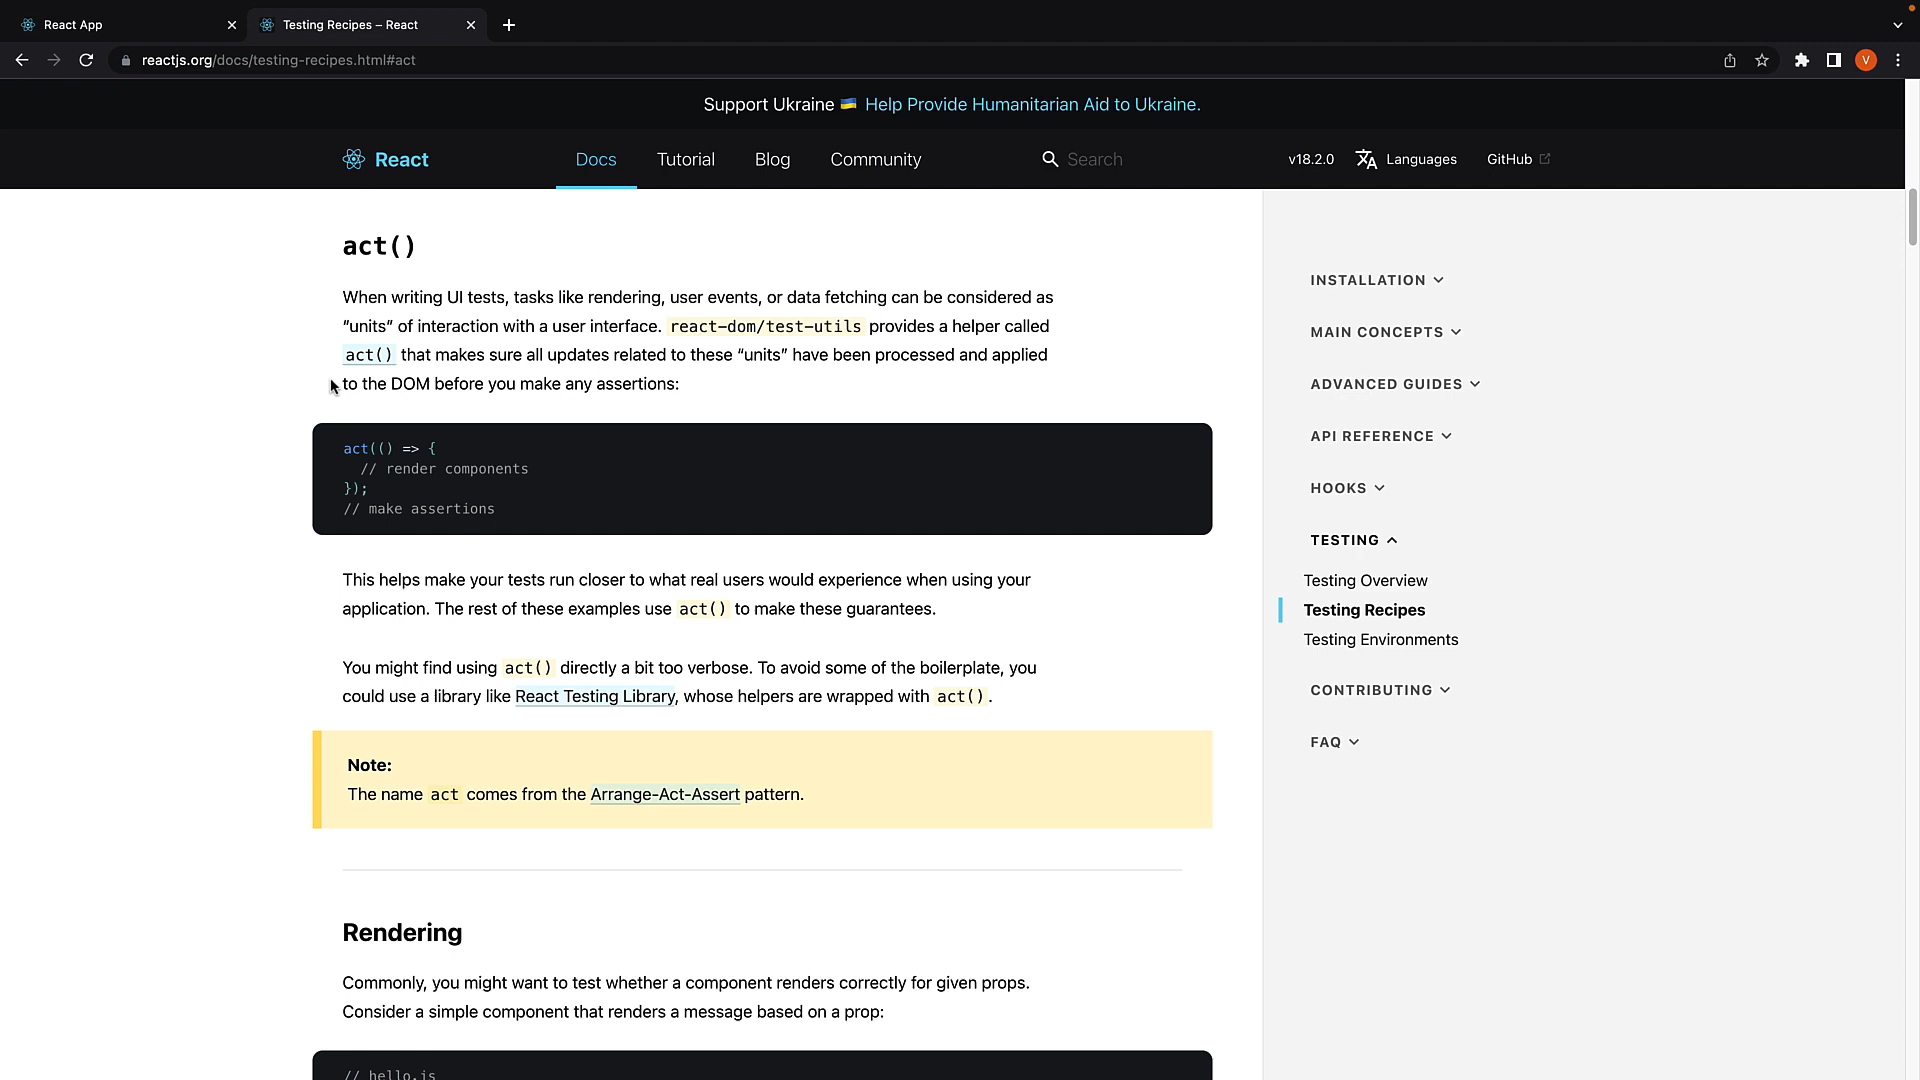 React App
Testing Recipes – React
reactjs.org/docs/testing-recipes.html#act
V
Support Ukraine 🇺🇦 Help Provide Humanitarian Aid to Ukraine.
React
Docs
Tutorial
Blog
Community
Search
v18.2.0
Languages
GitHub
act()
When writing UI tests, tasks like rendering, user events, or data fetching can be considered as
“units” of interaction with a user interface. react-dom/test-utils provides a helper called
act() that makes sure all updates related to these “units” have been processed and applied
to the DOM before you make any assertions:
act(() => {
// render components
});
// make assertions
This helps make your tests run closer to what real users would experience when using your
application. The rest of these examples use act() to make these guarantees.
You might find using act() directly a bit too verbose. To avoid some of the boilerplate, you
could use a library like React Testing Library, whose helpers are wrapped with act().
Note:
The name act comes from the Arrange-Act-Assert pattern.
Rendering
Commonly, you might want to test whether a component renders correctly for given props.
Consider a simple component that renders a message based on a prop:
// hello.js
INSTALLATION
MAIN CONCEPTS
ADVANCED GUIDES
API REFERENCE
HOOKS
TESTING
Testing Overview
Testing Recipes
Testing Environments
CONTRIBUTING
FAQ